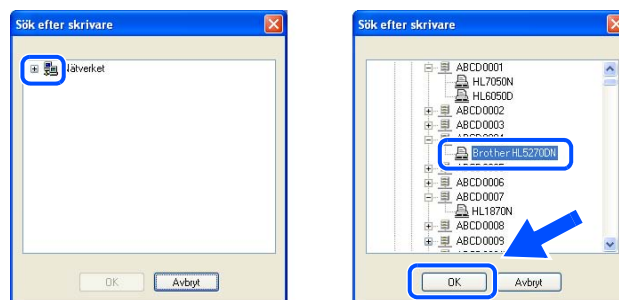 Sök efter skrivare
Nätverket
OK
Avbryt
Sök efter skrivare
ABCD0001
HL7050N
HL6050D
ABCD0002
ABCD0003
Brother HL5270DN
ABCD0006
ABCD0007
HL1870N
ABCD0008
ABCD0009
OK
Avbryt